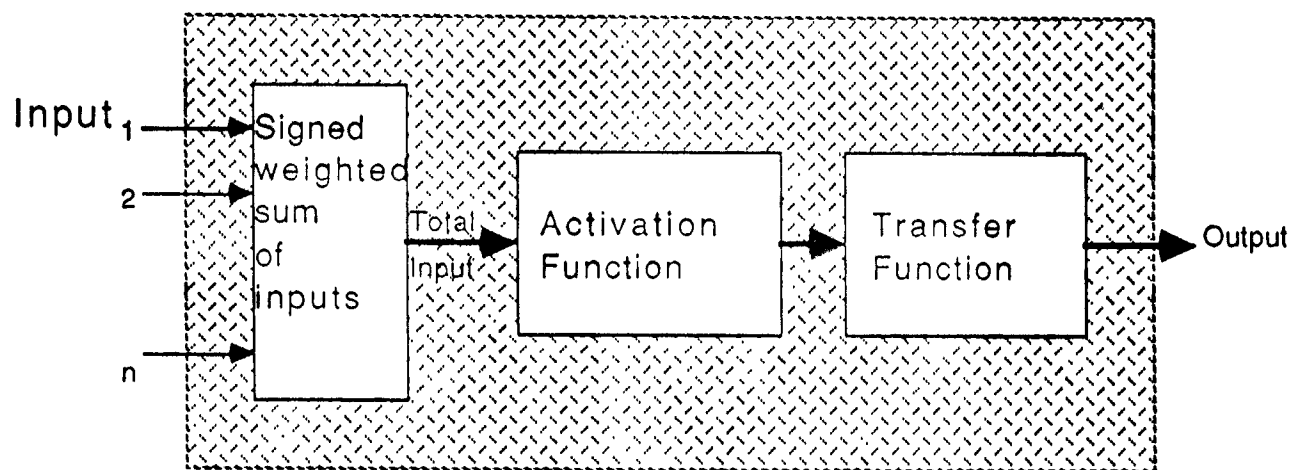 Input
1
2
n
Signed
weighted
sum
of
inputs
Total
Input
Activation
Function
Transfer
Function
Output